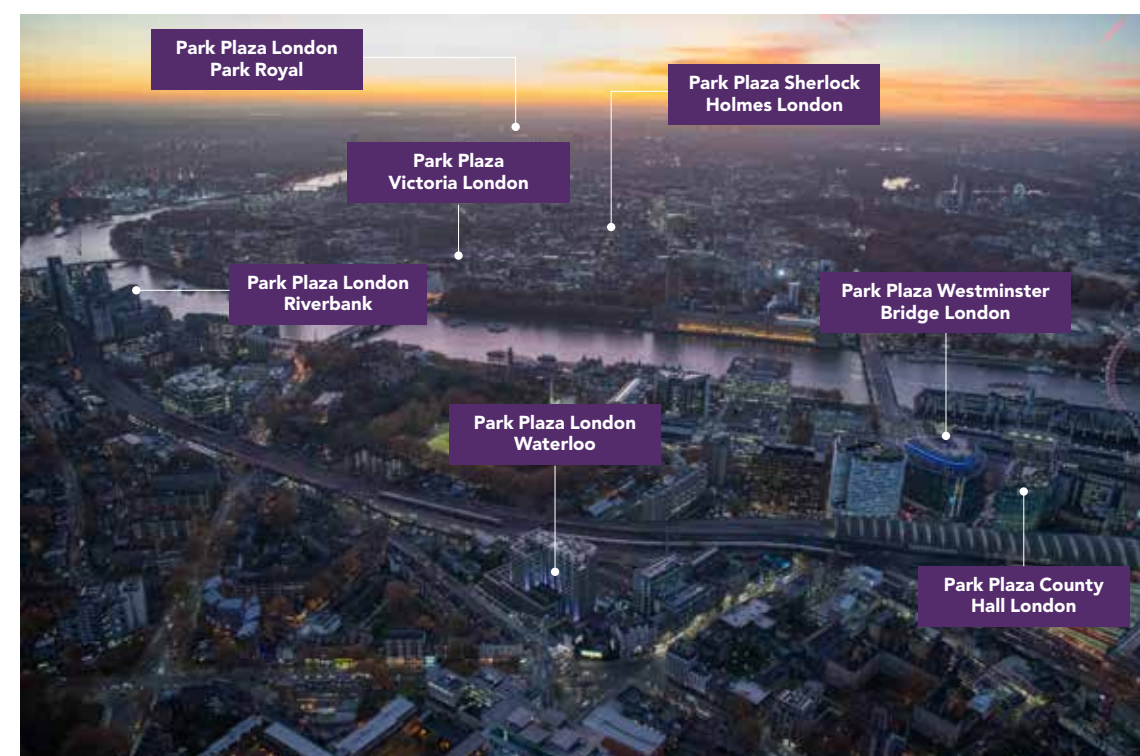 Park Plaza London
Park Royal
Park Plaza Sherlock
Holmes London
Park Plaza
Victoria London
Park Plaza London
Riverbank
Park Plaza Westminster
Bridge London
Park Plaza London
Waterloo
Park Plaza County
Hall London